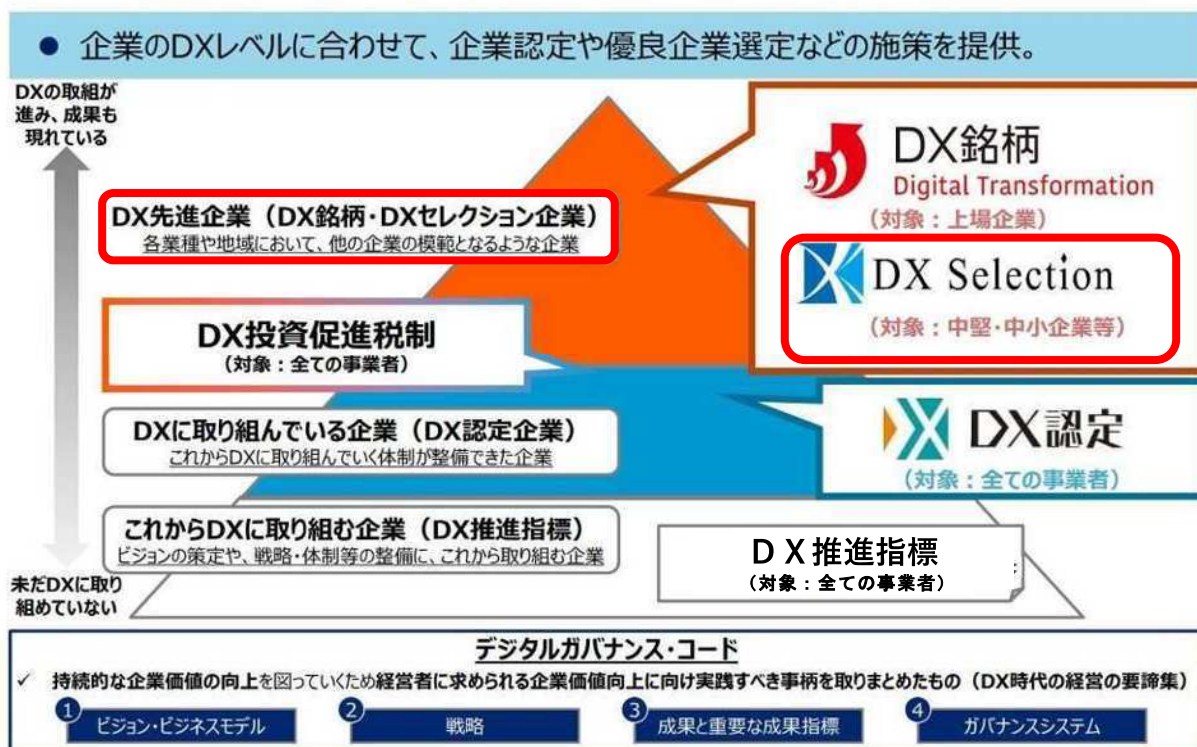 ● 企業のDXレベルに合わせて、企業認定や優良企業選定などの施策を提供。
DXの取組が
進み、成果も
現れている
DX銘柄
Digital Transformation
(対象:上場企業)
DX先進企業(DX銘柄・DXセレクション企業)
各業種や地域において、他の企業の模範となるような企業
DX Selection
(対象:中堅・中小企業等)
DX投資促進税制
(対象:全ての事業者)
DXに取り組んでいる企業(DX認定企業)
これからDXに取り組んでいく体制が整備できた企業
DX認定
(対象:全ての事業者)
これからDXに取り組む企業(DX推進指標)
ビジョンの策定や、戦略・体制等の整備に、これから取り組む企業
DX推進指標
(対象:全ての事業者)
未だDXに取り
組めていない
デジタルガバナンス・コード
✓ 持続的な企業価値の向上を図っていくため経営者に求められる企業価値向上に向け実践すべき事柄を取りまとめたもの(DX時代の経営の要諦集)
1 ビジョン・ビジネスモデル
2 戦略
3 成果と重要な成果指標
4 ガバナンスシステム